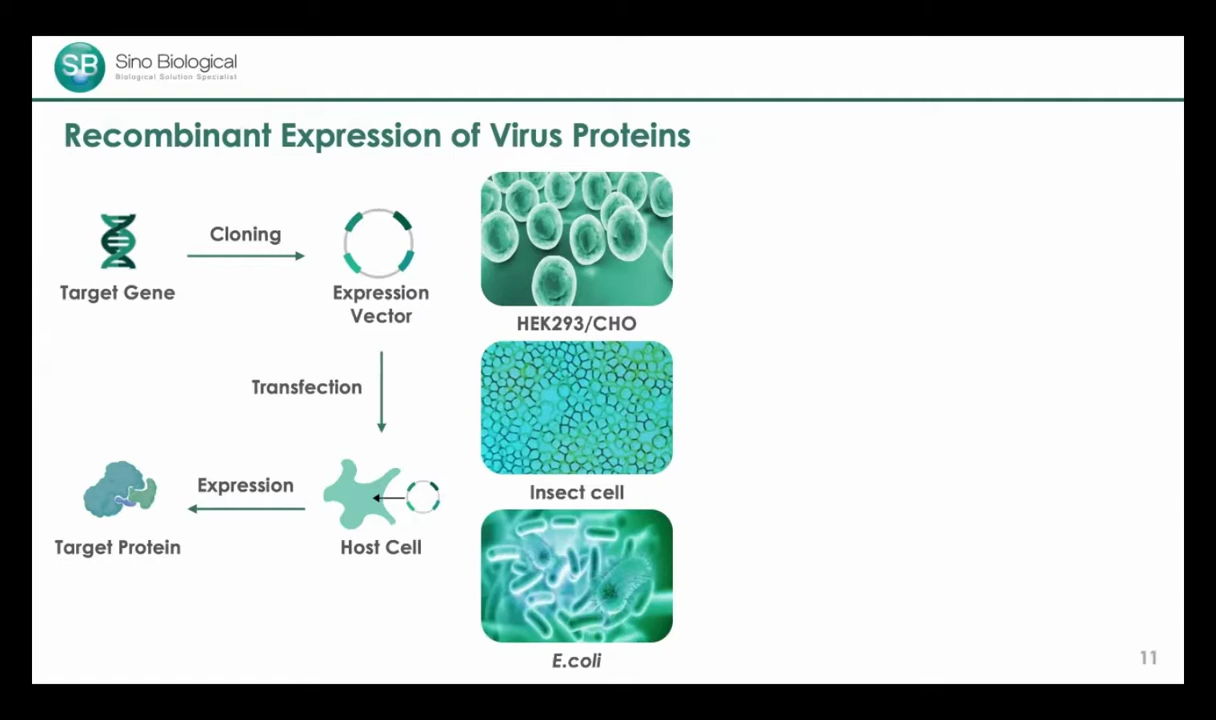 SB
Sino Biological
Biological Solution Specialist
Recombinant Expression of Virus Proteins
Cloning
Target Gene
Expression
Vector
HEK293/CHO
Transfection
Insect cell
Expression
Target Protein
Host Cell
E.coli
11